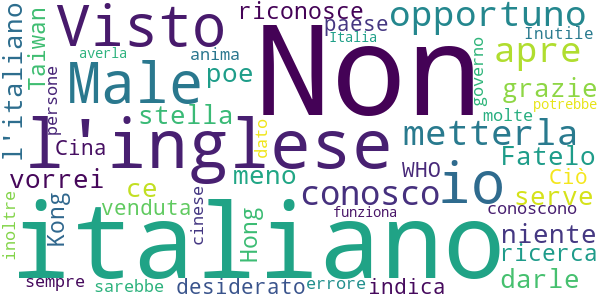 Visto
riconosce
paese
Italia
opportuno
Inutile
l'italiano
Taiwan
averla
anima
Non
governo
apre
Male
poe
grazie
potrebbe
persone
stella
molte
l'inglese
dato
metterla
Cina
WHO
Fatelo
vorrei
meno
io
Ciò
ce
conosco
serve
inoltre
Kong
venduta
cinese
Hong
funziona
conoscono
italiano
niente
ricerca
sempre
sarebbe
desiderato
errore
indica
darle